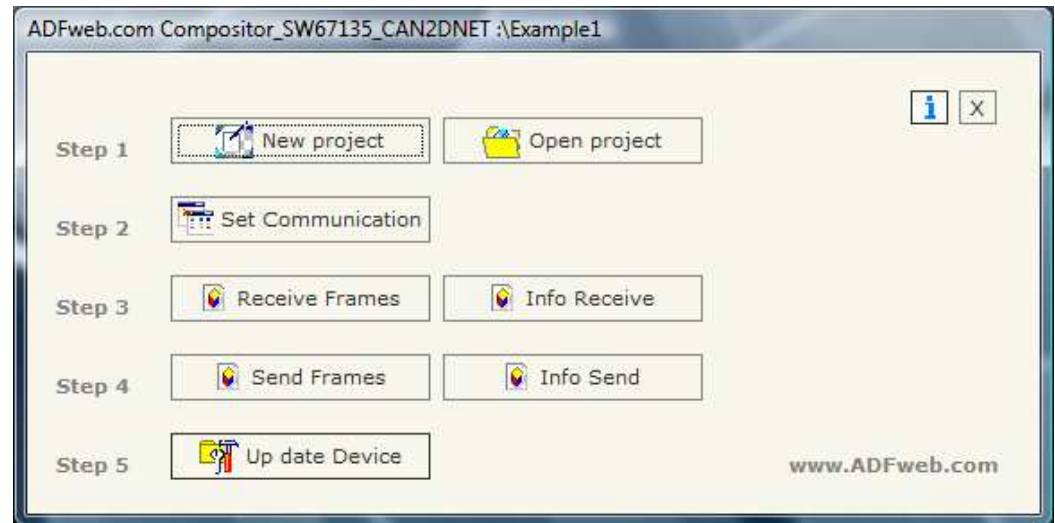 ADFweb.com Compositor_SW67135_CAN2DNET :\Example1
i X
Step 1 New project Open project
Step 2 Set Communication
Step 3 Receive Frames Info Receive
Step 4 Send Frames Info Send
Step 5 Up date Device www.ADFweb.com